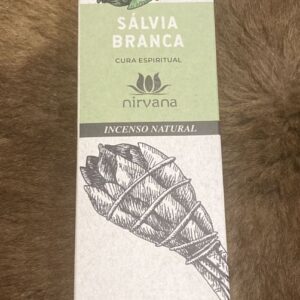 SÁLVIA
BRANCA
CURA ESPIRITUAL
nirvana
INCENSO NATURAL